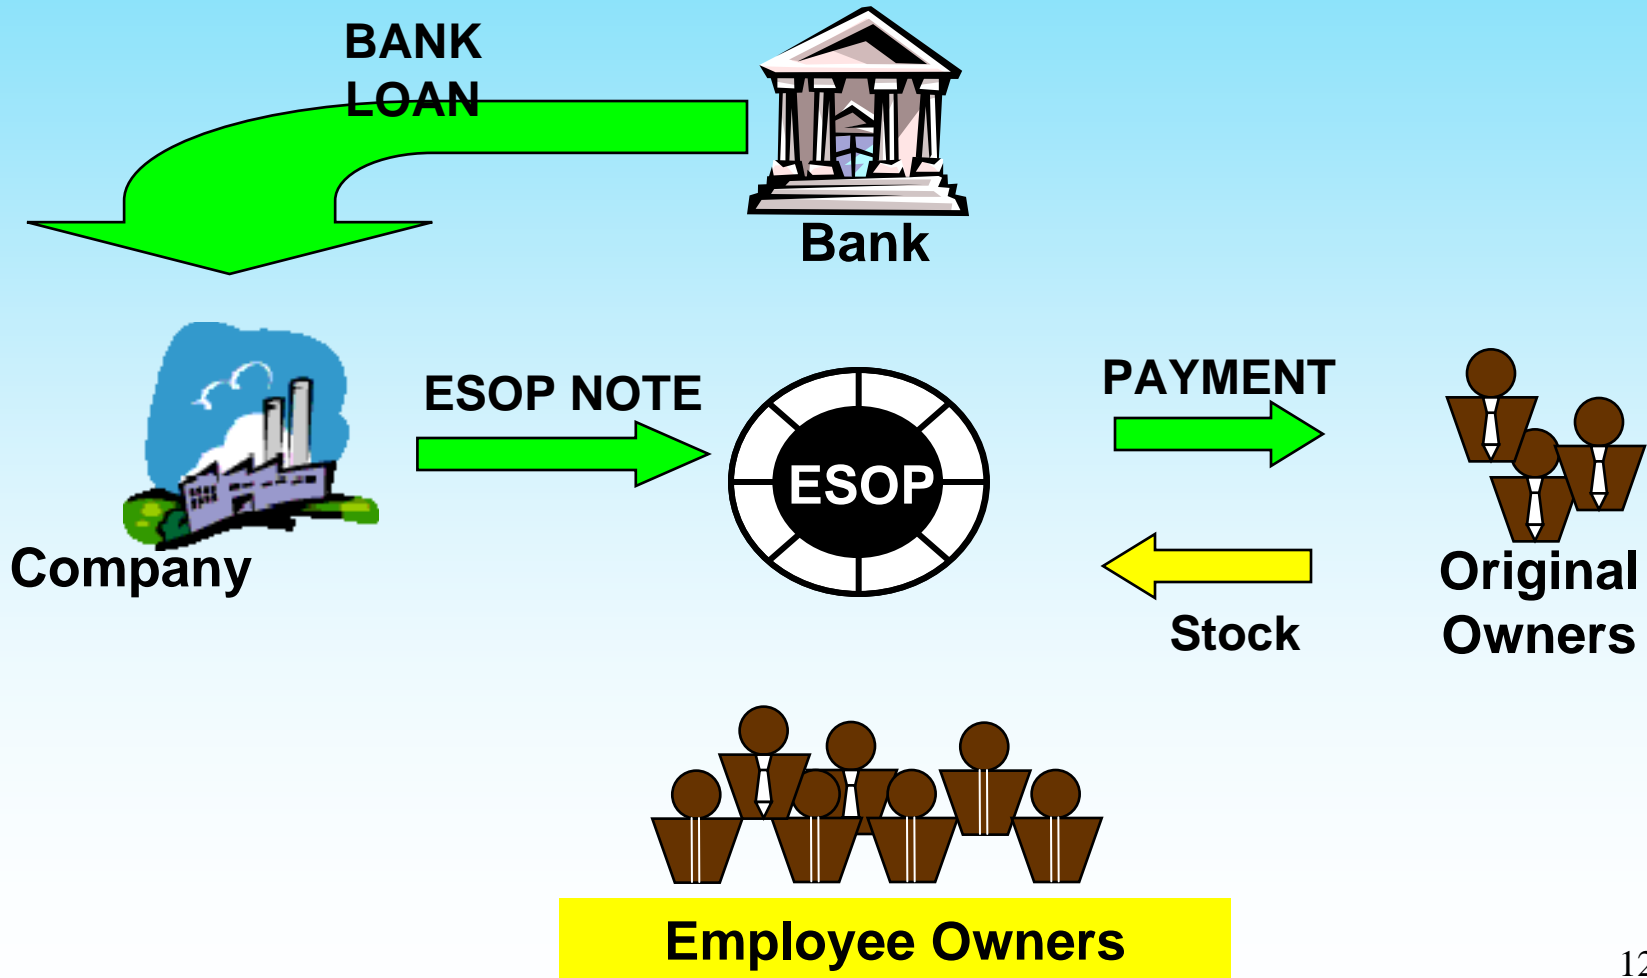 BANK
LOAN
Bank
ESOP NOTE
PAYMENT
ESOP
Company
Stock
Original
Owners
Employee Owners
12